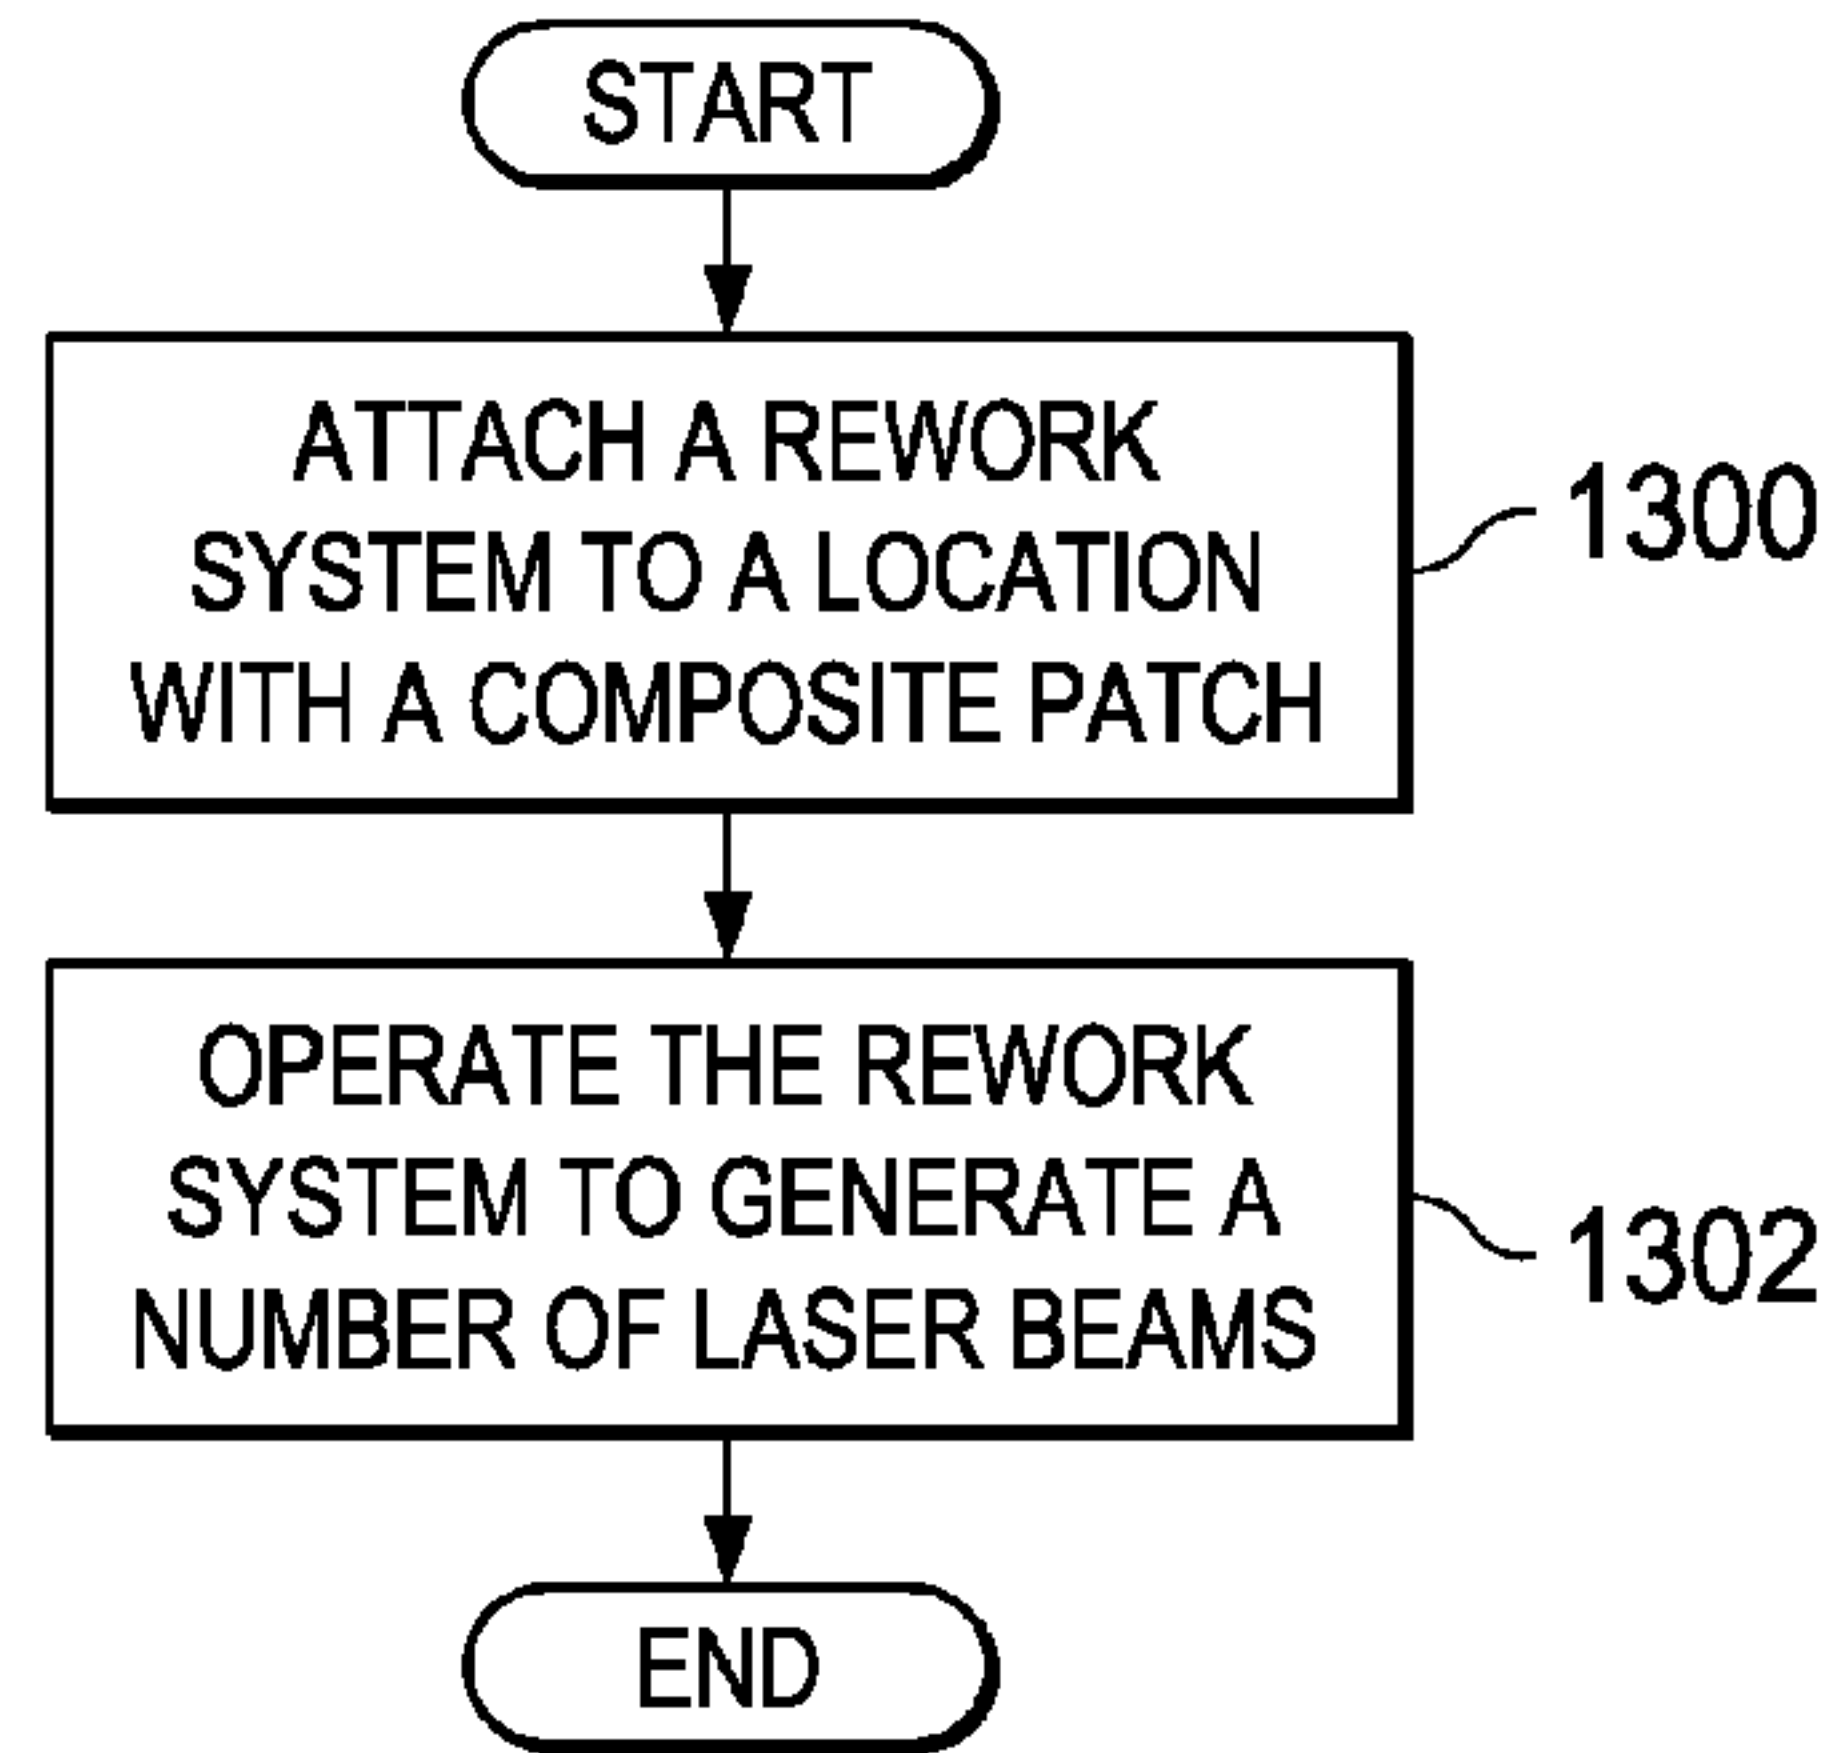 START
ATTACH A REWORK
SYSTEM TO A LOCATION
WITH A COMPOSITE PATCH
1300
OPERATE THE REWORK
SYSTEM TO GENERATE A
NUMBER OF LASER BEAMS
1302
END